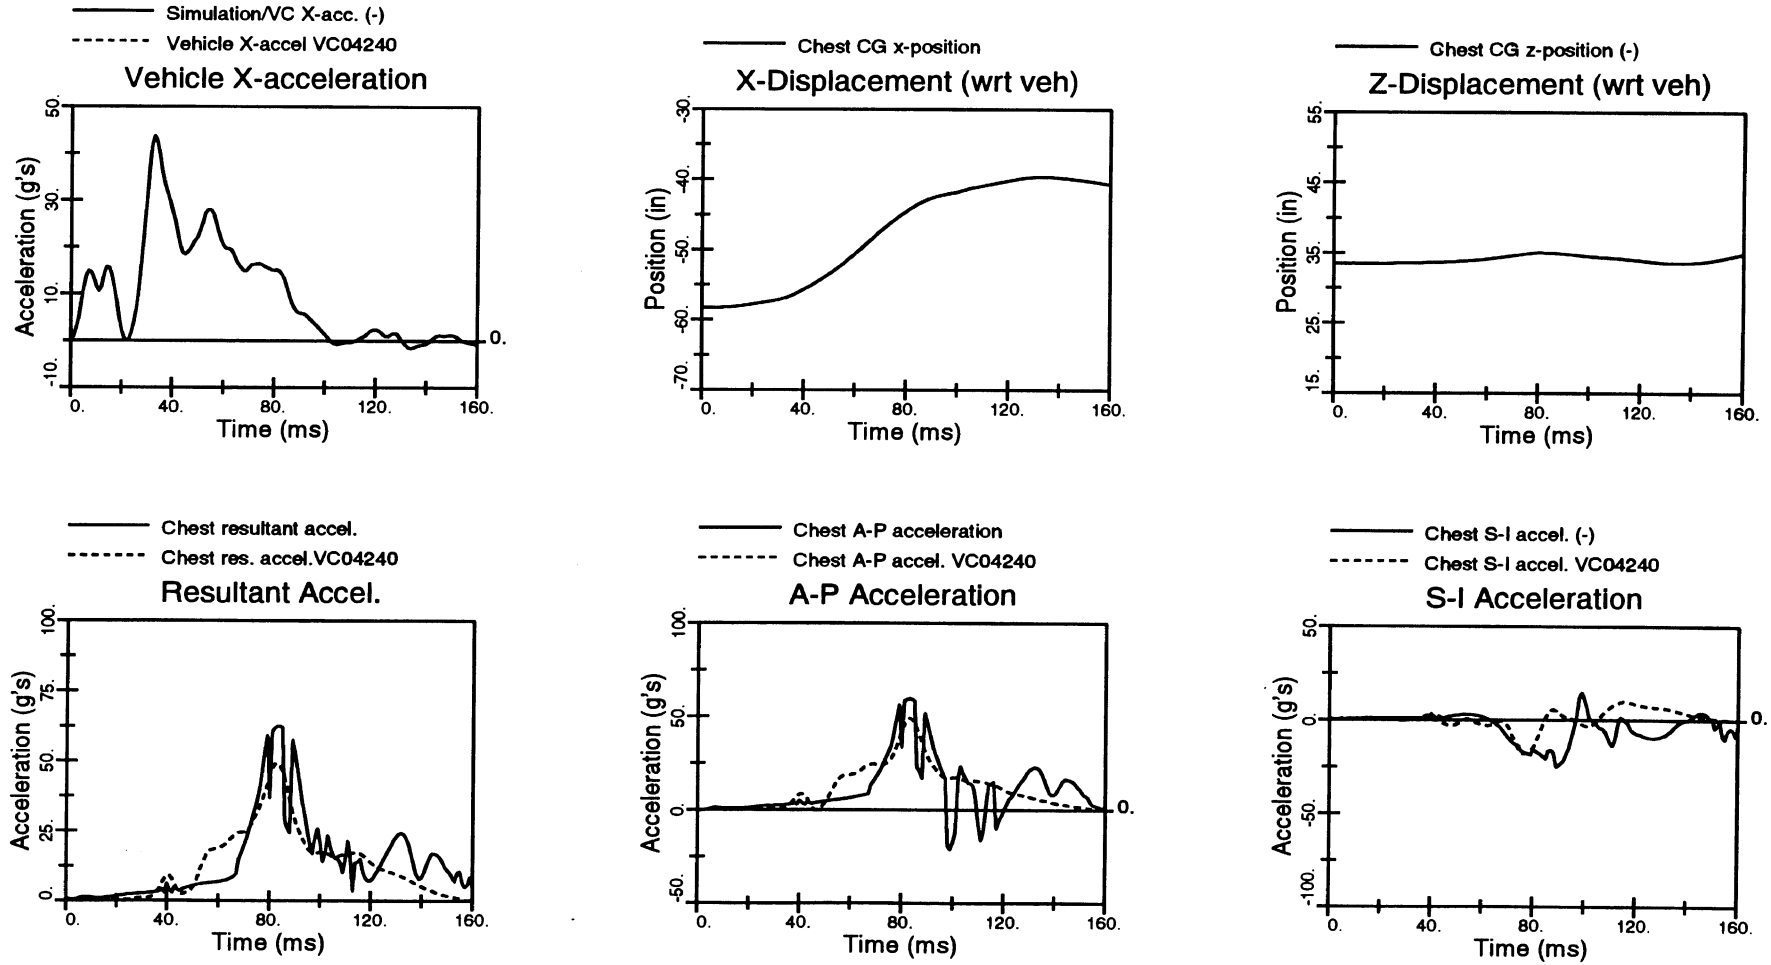 Simulation/VC X-acc. (-)
Vehicle X-accel VC04240
Vehicle X-acceleration
Acceleration (g's)
50.
30.
10.
-10.
0.
0. 40. 80. 120. 160.
Time (ms)
Chest CG x-position
X-Displacement (wrt veh)
Position (in)
-30.
-40.
-50.
-60.
-70.
0. 40. 80. 120. 160.
Time (ms)
Chest CG z-position (-)
Z-Displacement (wrt veh)
Position (in)
55.
45.
35.
25.
15.
0. 40. 80. 120. 160.
Time (ms)
Chest resultant accel.
Chest res. accel.VC04240
Resultant Accel.
Acceleration (g's)
100.
75.
50.
25.
0.
0. 40. 80. 120. 160.
Time (ms)
Chest A-P acceleration
Chest A-P accel. VC04240
A-P Acceleration
Acceleration (g's)
100.
50.
0.
-50.
0.
0. 40. 80. 120. 160.
Time (ms)
Chest S-I accel. (-)
Chest S-I accel. VC04240
S-I Acceleration
Acceleration (g's)
50.
0.
-50.
-100.
0.
0. 40. 80. 120. 160.
Time (ms)